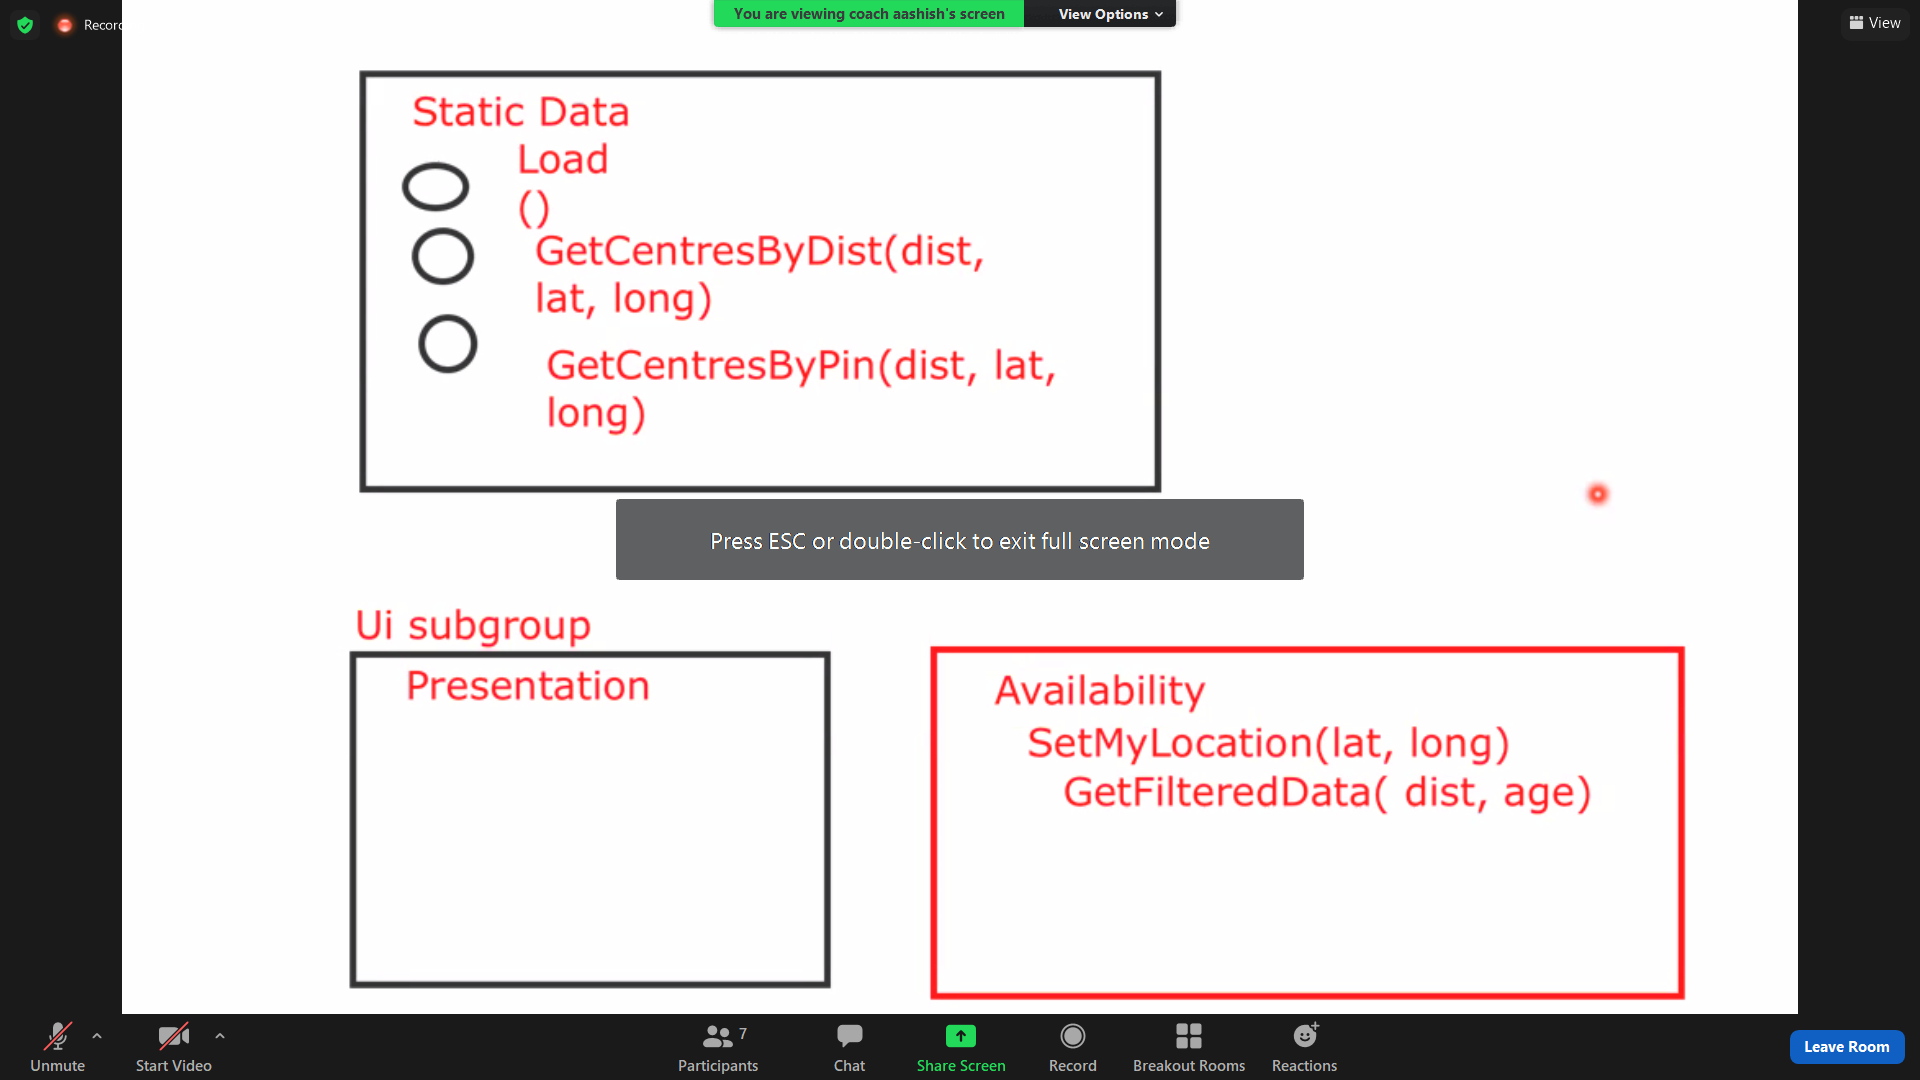 Record
You are viewing coach aashish's screen
View Options
View
Static Data
Load
()
GetCentresByDist(dist,
lat, long)
GetCentresByPin(dist, lat,
long)
Press ESC or double-click to exit full screen mode
Ui subgroup
Presentation
Availability
SetMyLocation(lat, long)
GetFilteredData( dist, age)
7
Unmute
Start Video
Participants
Chat
Share Screen
Record
Breakout Rooms
Reactions
Leave Room